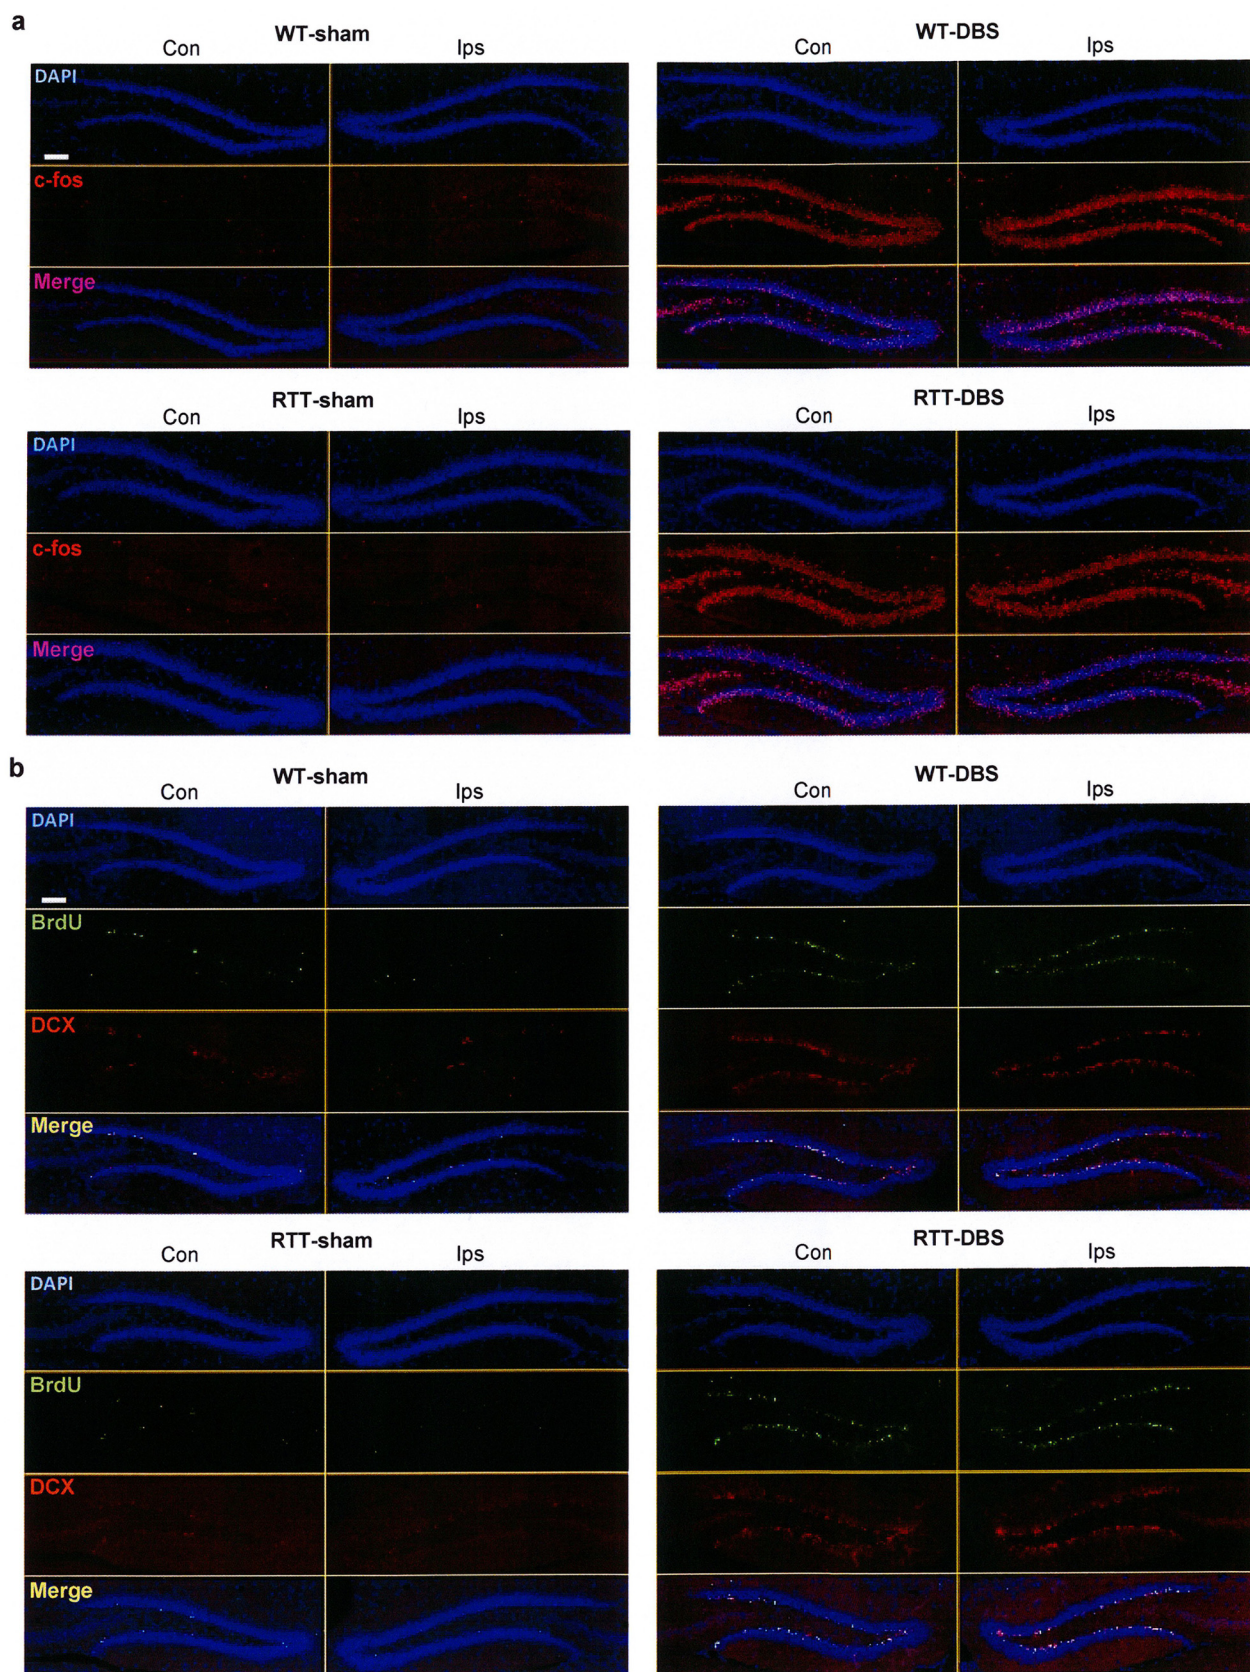 a
WT-sham
Con Ips
DAPI
c-fos
Merge
WT-DBS
Con Ips
RTT-sham
Con Ips
DAPI
c-fos
Merge
RTT-DBS
Con Ips
b
WT-sham
Con Ips
DAPI
BrdU
DCX
Merge
WT-DBS
Con Ips
RTT-sham
Con Ips
DAPI
BrdU
DCX
Merge
RTT-DBS
Con Ips